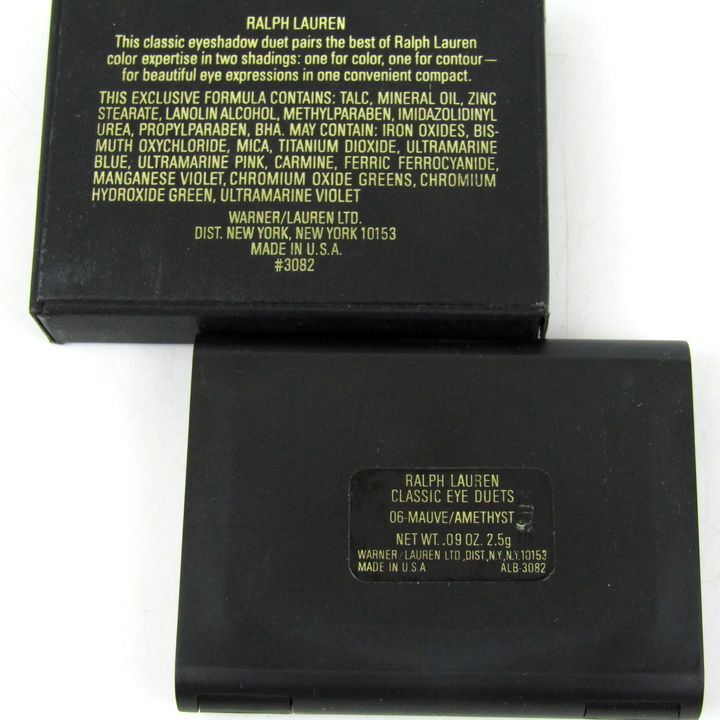 RALPH LAUREN
This classic eyeshadow duet pairs the best of Ralph Lauren
color expertise in two shadings: one for color, one for contour—
for beautiful eye expressions in one convenient compact.
THIS EXCLUSIVE FORMULA CONTAINS: TALC, MINERAL OIL, ZINC
STEARATE, LANOLIN ALCOHOL, METHYLPARABEN, IMIDAZOLIDINYL
UREA, PROPYLPARABEN, BHA. MAY CONTAIN: IRON OXIDES, BIS-
MUTH OXYCHLORIDE, MICA, TITANIUM DIOXIDE, ULTRAMARINE
BLUE, ULTRAMARINE PINK, CARMINE, FERRIC FERROCYANIDE,
MANGANESE VIOLET, CHROMIUM OXIDE GREENS, CHROMIUM
HYDROXIDE GREEN, ULTRAMARINE VIOLET
WARNER/LAUREN LTD.
DIST. NEW YORK, NEW YORK 10153
MADE IN U.S.A.
#3082
RALPH LAUREN
CLASSIC EYE DUETS
06-MAUVE/AMETHYST
NET WT. .09 OZ. 2.5g
WARNER/LAUREN LTD.,DIST,N.Y.,N.Y.10153
MADE IN U S A ALB-3082